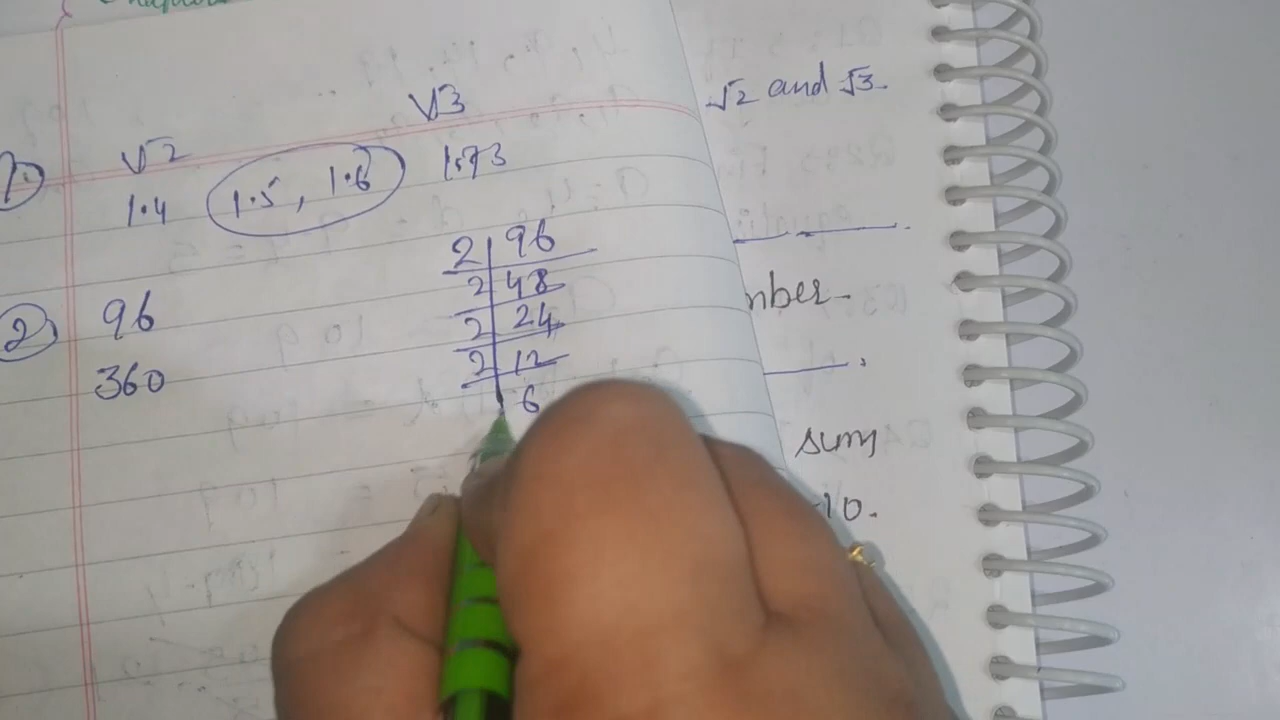 √2 √3
1. 1.4 1.5, 1.6 1.73
√2 and √3.
2 | 96
2 | 48
2 | 24
2 | 12
6
2 96
360
sum
10.